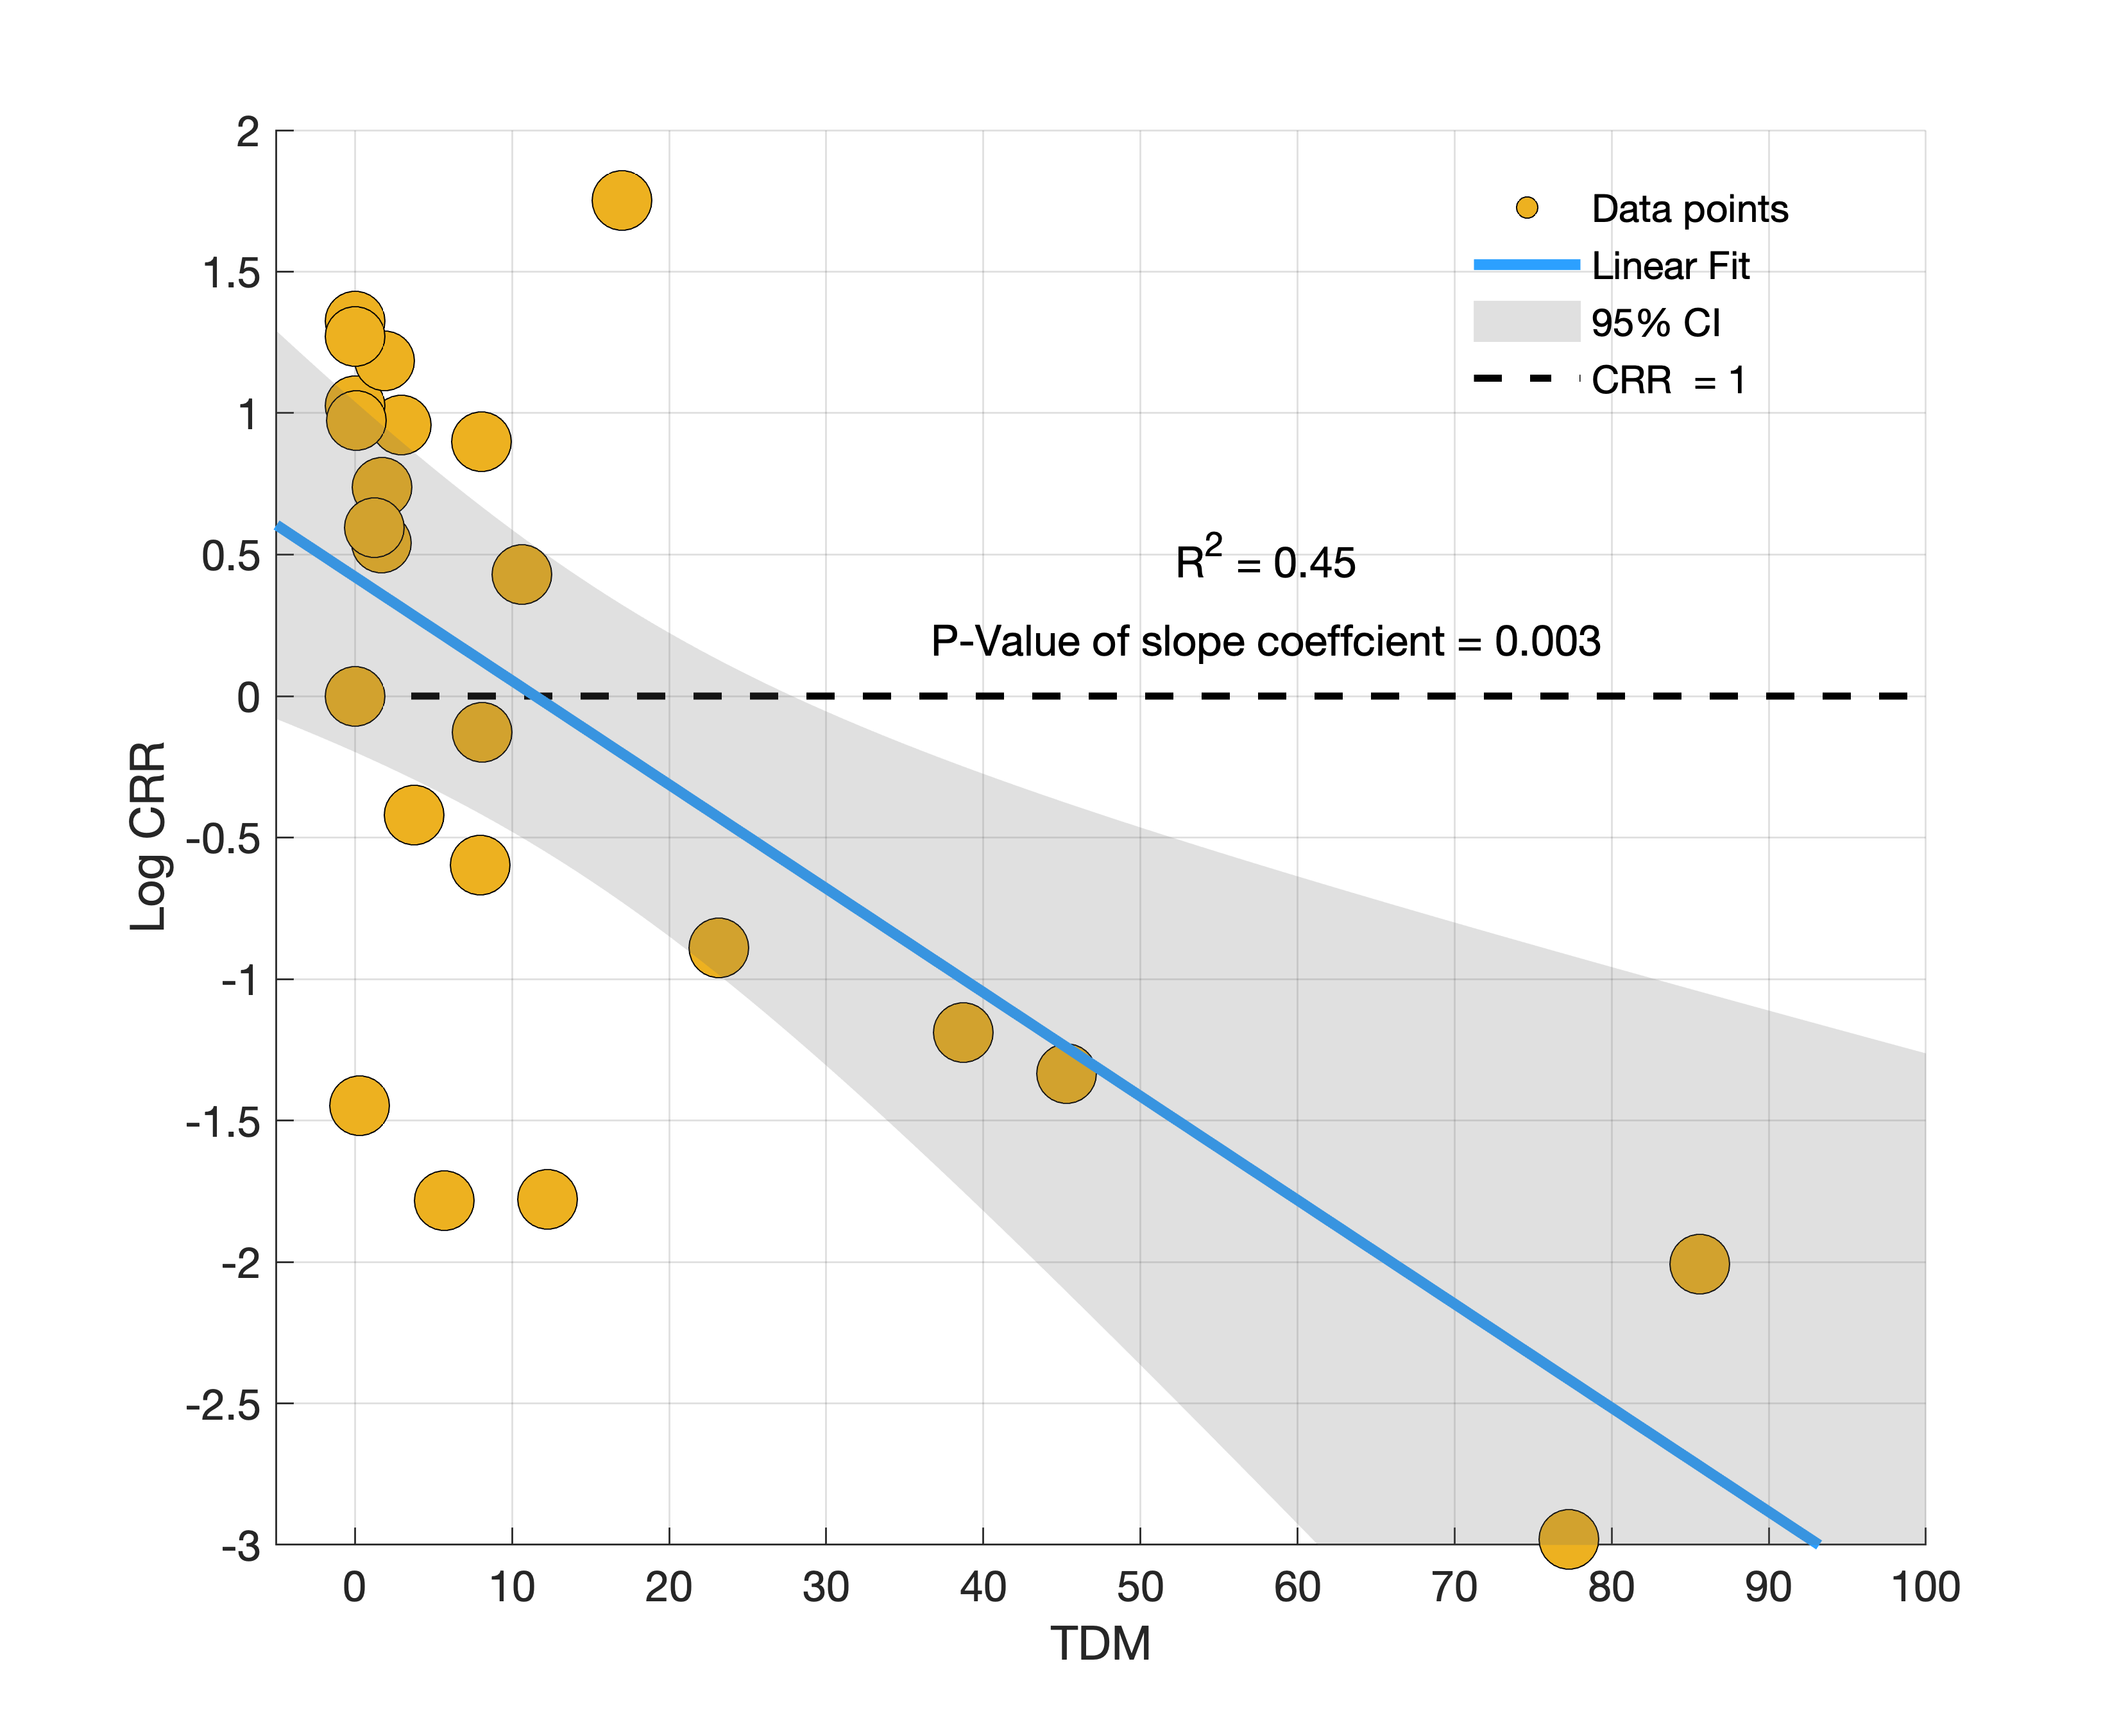 2
1.5
1
0.5
0
-0.5
-1
-1.5
-2
-2.5
-3
Log CRR
Data points
Linear Fit
95% CI
CRR = 1
R² = 0.45
P-Value of slope coeffcient = 0.003
0 10 20 30 40 50 60 70 80 90 100
TDM